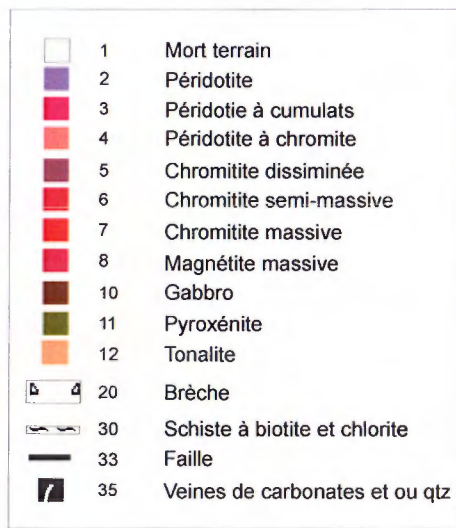 1 Mort terrain
2 Péridotite
3 Péridotie à cumulats
4 Péridotite à chromite
5 Chromitite dissiminée
6 Chromitite semi-massive
7 Chromitite massive
8 Magnétite massive
10 Gabbro
11 Pyroxénite
12 Tonalite
20 Brèche
30 Schiste à biotite et chlorite
33 Faille
35 Veines de carbonates et ou qtz